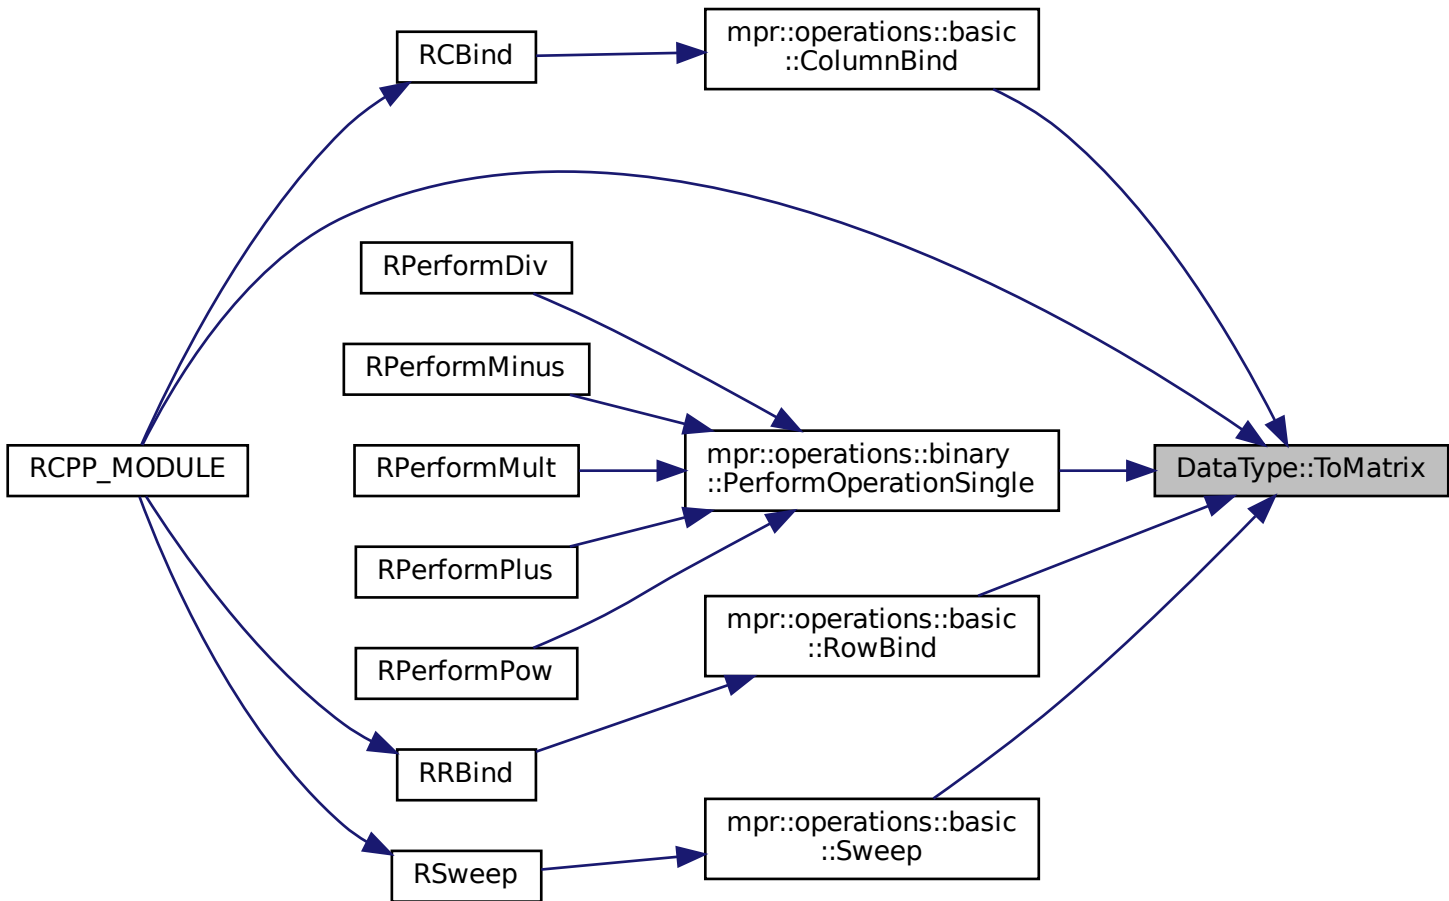 RCBind
mpr::operations::basic
::ColumnBind
RPerformDiv
RPerformMinus
RCPP_MODULE
RPerformMult
mpr::operations::binary
::PerformOperationSingle
DataType::ToMatrix
RPerformPlus
RPerformPow
mpr::operations::basic
::RowBind
RRBind
mpr::operations::basic
::Sweep
RSweep